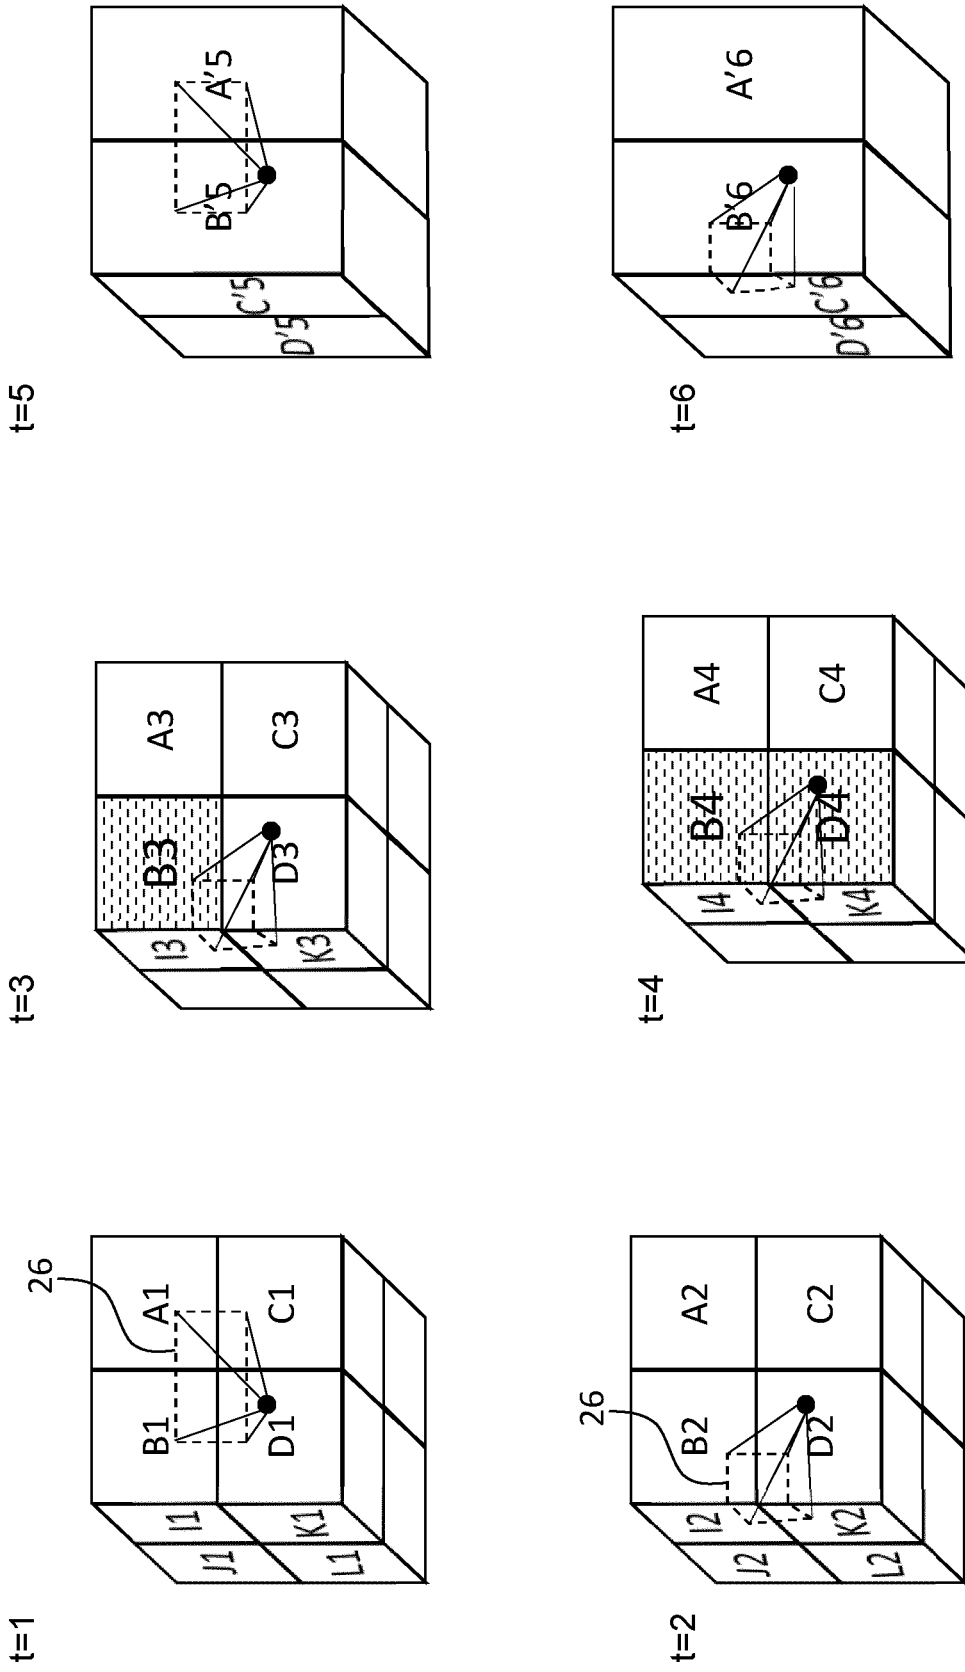 t=1
26
B1
A1
D1
C1
I1
J1
K1
L1
t=2
26
B2
A2
D2
C2
I2
J2
K2
L2
t=3
B3
A3
D3
C3
I3
K3
t=4
B4
A4
D4
C4
I4
K4
t=5
B'5
A'5
C'5
D'5
t=6
B'6
A'6
C'6
D'6